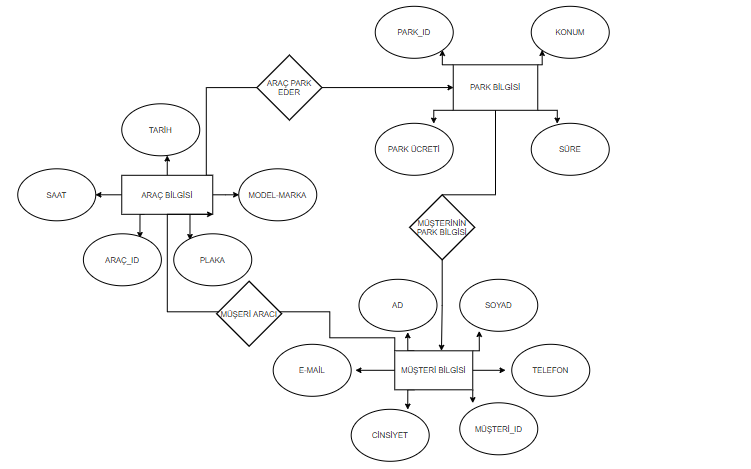 PARK_ID
KONUM
ARAÇ PARK
EDER
PARK BİLGİSİ
TARİH
PARK ÜCRETİ
SÜRE
SAAT
ARAÇ BİLGİSİ
MODEL-MARKA
MÜŞTERİNİN
PARK BİLGİSİ
ARAÇ_ID
PLAKA
AD
SOYAD
MÜŞERİ ARACI
E-MAİL
MÜŞTERİ BİLGİSİ
TELEFON
CİNSİYET
MÜŞTERİ_ID